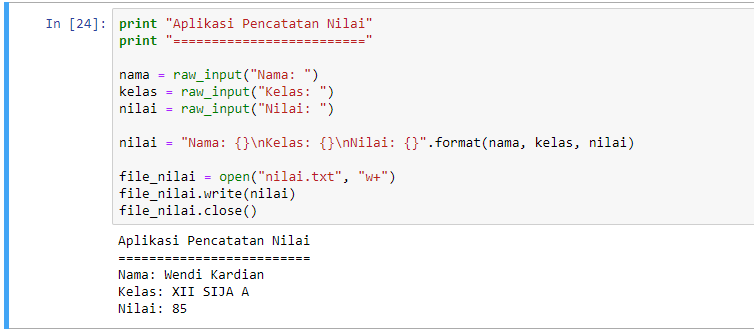 In [24]: print "Aplikasi Pencatatan Nilai"
print "========================="
nama = raw_input("Nama: ")
kelas = raw_input("Kelas: ")
nilai = raw_input("Nilai: ")
nilai = "Nama: {}\nKelas: {}\nNilai: {}".format(nama, kelas, nilai)
file_nilai = open("nilai.txt", "w+")
file_nilai.write(nilai)
file_nilai.close()
Aplikasi Pencatatan Nilai
=========================
Nama: Wendi Kardian
Kelas: XII SIJA A
Nilai: 85